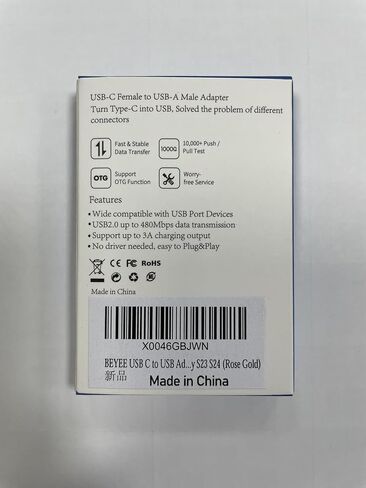 USB-C Female to USB-A Male Adapter
Turn Type-C into USB, Solved the problem of different
connectors
Fast & Stable
Data Transfer
1000Ω
10,000+ Push /
Pull Test
OTG
Support
OTG Function
Worry-
free Service
Features
•Wide compatible with USB Port Devices
•USB2.0 up to 480Mbps data transmission
•Support up to 3A charging output
•No driver needed, easy to Plug&Play
CE FC RoHS
Made in China
X0046GBJWN
BEYEE USB C to USB Ad...y S23 S24 (Rose Gold)
新品
Made in China